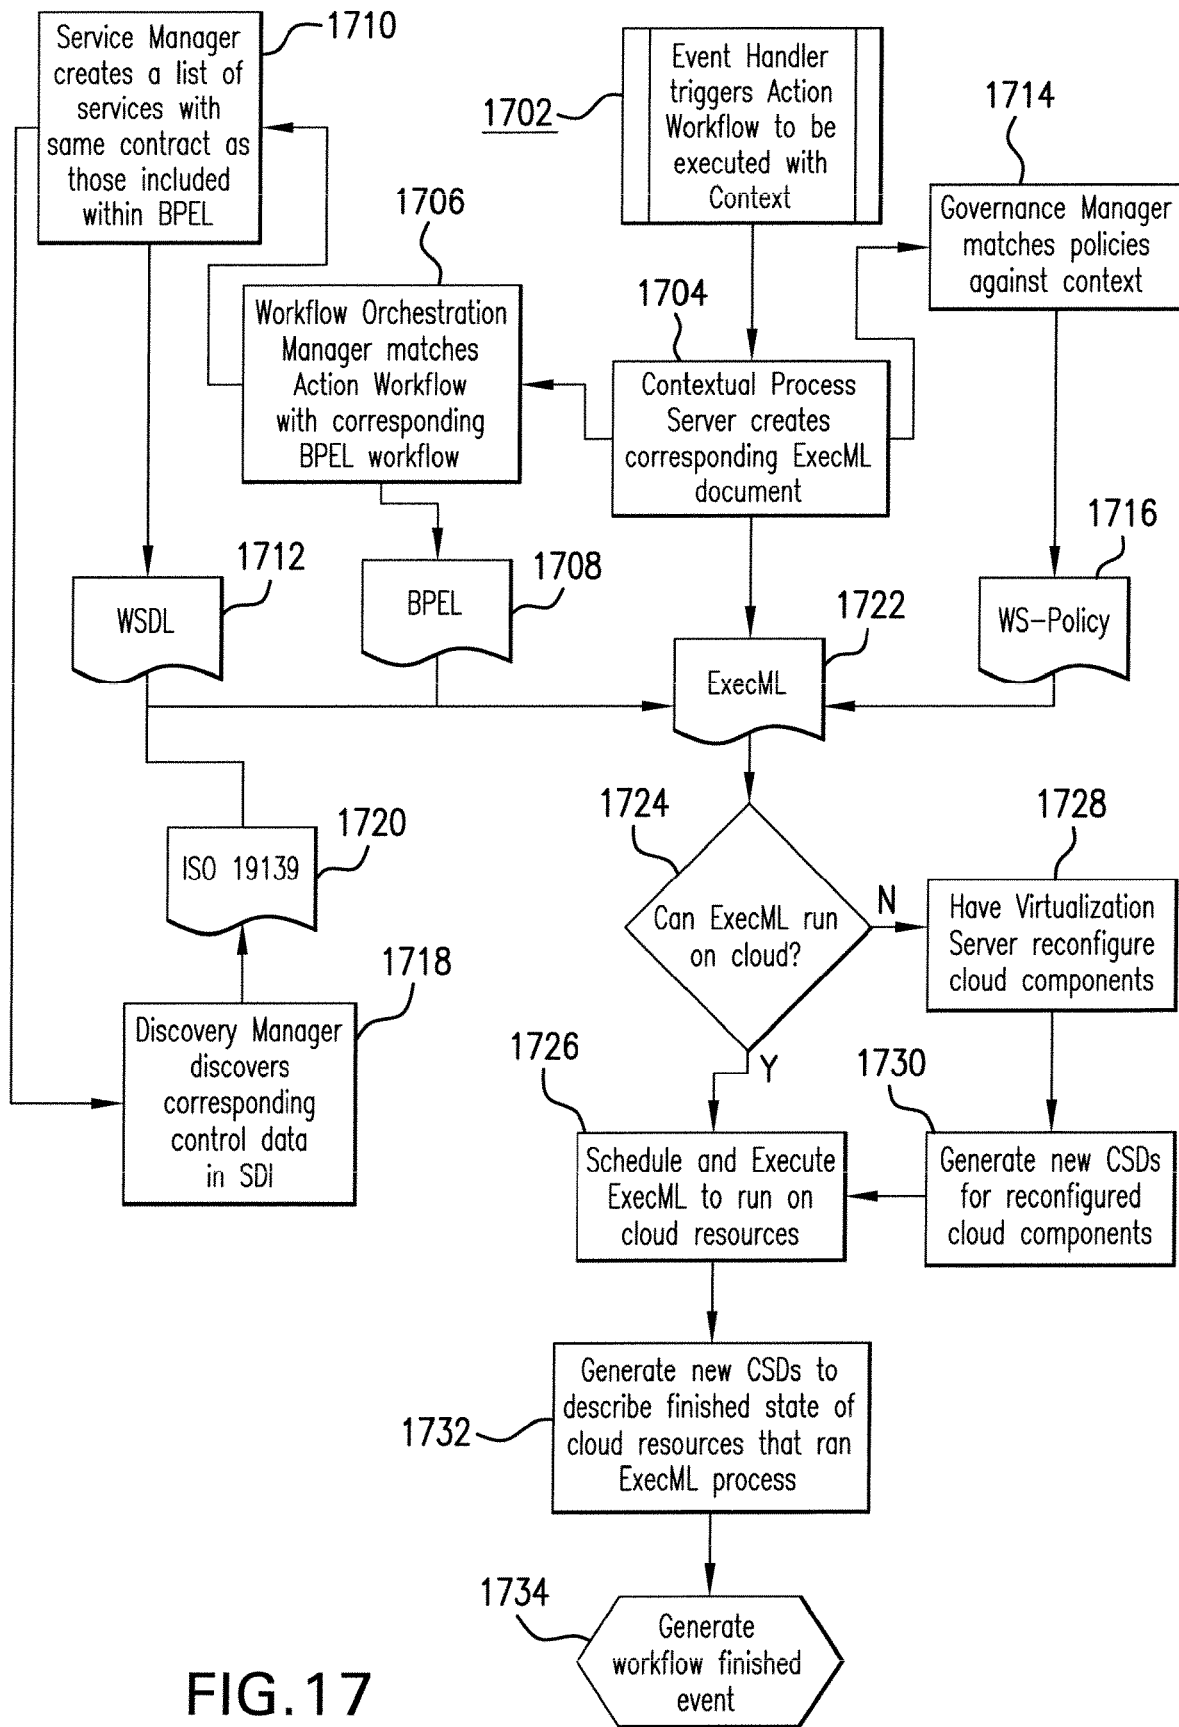 Service Manager
creates a list of
services with
same contract as
those included
within BPEL
1710
1702
Event Handler
triggers Action
Workflow to be
executed with
Context
1714
Governance Manager
matches policies
against context
1706
Workflow Orchestration
Manager matches
Action Workflow
with corresponding
BPEL workflow
1704
Contextual Process
Server creates
corresponding ExecML
document
1712
WSDL
1708
BPEL
1722
ExecML
1716
WS-Policy
1720
ISO 19139
1724
Can ExecML run
on cloud?
N
Y
1728
Have Virtualization
Server reconfigure
cloud components
1718
Discovery Manager
discovers
corresponding
control data
in SDI
1726
Schedule and Execute
ExecML to run on
cloud resources
1730
Generate new CSDs
for reconfigured
cloud components
1732
Generate new CSDs to
describe finished state of
cloud resources that ran
ExecML process
1734
Generate
workflow finished
event
FIG.17